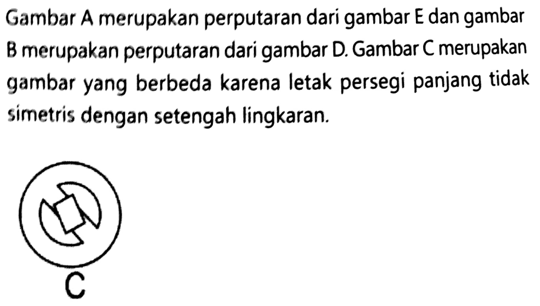 Gambar A merupakan perputaran dari gambar E dan gambar
B merupakan perputaran dari gambar D. Gambar C merupakan
gambar yang berbeda karena letak persegi panjang tidak
simetris dengan setengah lingkaran.
C